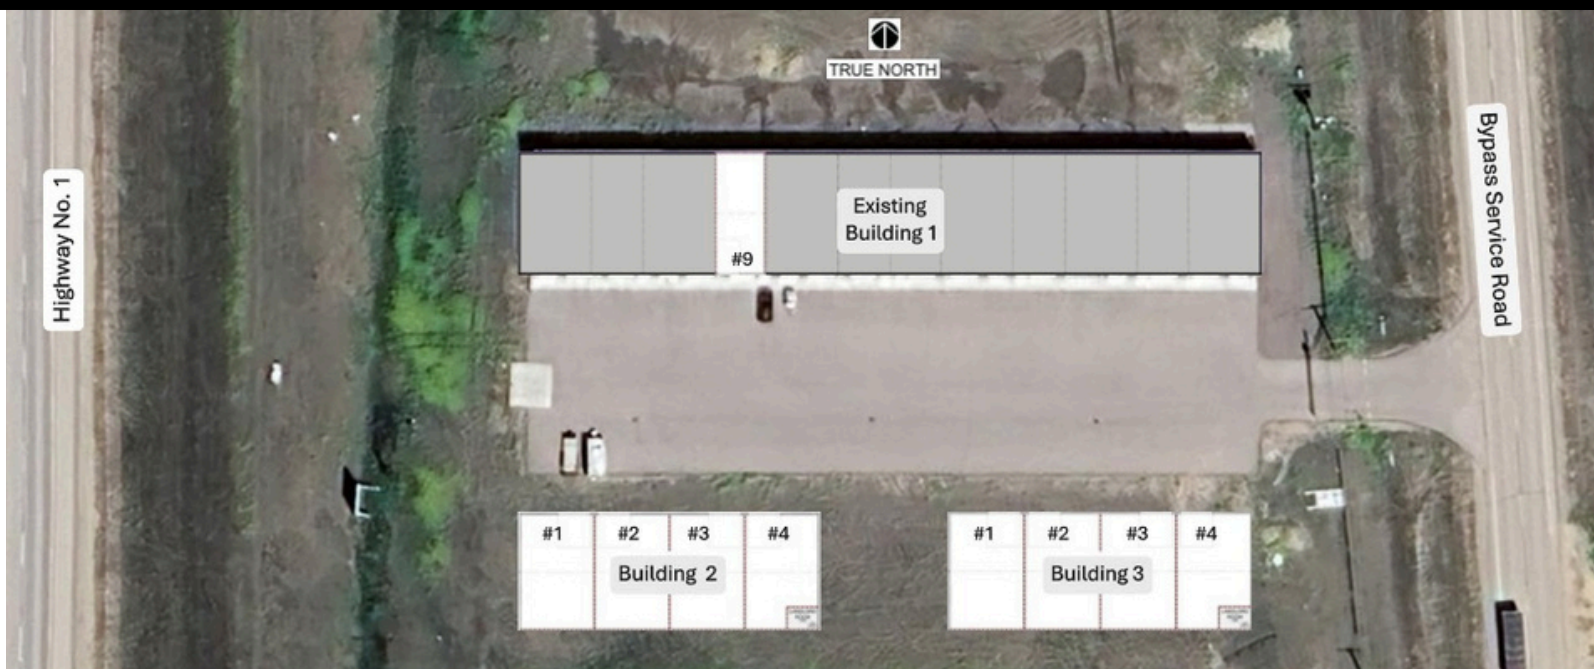 TRUE NORTH
Highway No. 1
Bypass Service Road
Existing
Building 1
#9
#1 #2 #3 #4
Building 2
#1 #2 #3 #4
Building 3